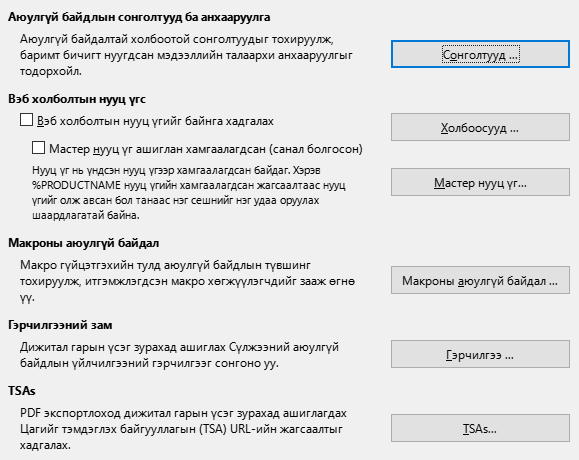 Аюулгүй байдлын сонголтууд ба анхааруулга
Аюулгүй байдалтай холбоотой сонголтуудыг тохируулж,
баримт бичигт нуугдсан мэдээллийн талаархи анхааруулгыг
тодорхойл.
Сонголтууд ...
Вэб холболтын нууц үгс
Вэб холболтын нууц үгийг байнга хадгалах
Холбоосууд ...
Мастер нууц үг ашиглан хамгаалагдсан (санал болгосон)
Нууц үг нь үндсэн нууц үгээр хамгаалагдсан байдаг. Хэрэв
%PRODUCTNAME нууц үгийн хамгаалагдсан жагсаалтаас нууц
үгийг олж авсан бол танаас нэг сешнийг нэг удаа оруулах
шаардлагатай байна.
Мастер нууц үг...
Макроны аюулгүй байдал
Макро гүйцэтгэхийн тулд аюулгүй байдлын түвшинг
тохируулж, итгэмжлэгдсэн макро хөгжүүлэгчдийг зааж өгнө
үү.
Макроны аюулгүй байдал ...
Гэрчилгээний зам
Дижитал гарын үсэг зурахад ашиглах Сүлжээний аюулгүй
байдлын үйлчилгээний гэрчилгээг сонгоно уу.
Гэрчилгээ ...
TSAs
PDF экспортлоход дижитал гарын үсэг зурахад ашиглагдах
Цагийг тэмдэглэх байгууллагын (TSA) URL-ийн жагсаалтыг
хадгалах.
TSAs...